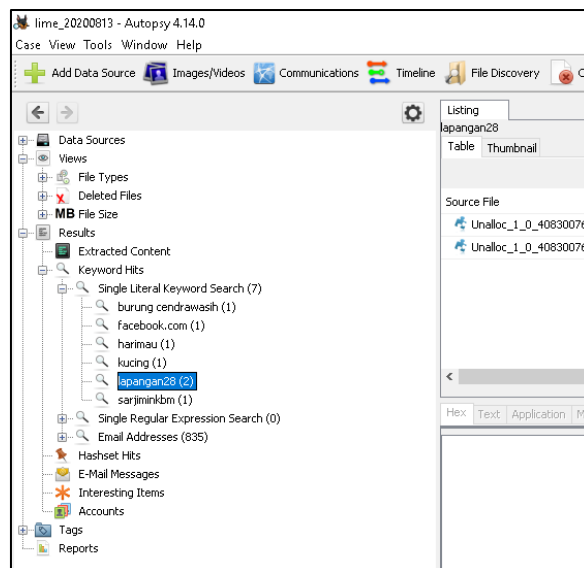 lime_20200813 - Autopsy 4.14.0
Case View Tools Window Help
Add Data Source Images/Videos Communications Timeline File Discovery
Listing
lapangan28
Table Thumbnail
Data Sources
Views
File Types
Deleted Files
MB File Size
Results
Extracted Content
Keyword Hits
Single Literal Keyword Search (7)
burung cendrawasih (1)
facebook.com (1)
harimau (1)
kucing (1)
lapangan28 (2)
sarjiminkbm (1)
Single Regular Expression Search (0)
Email Addresses (835)
Hashset Hits
E-Mail Messages
Interesting Items
Accounts
Tags
Reports
Source File
Unalloc_1_0_4083007
Unalloc_1_0_4083007
Hex Text Application